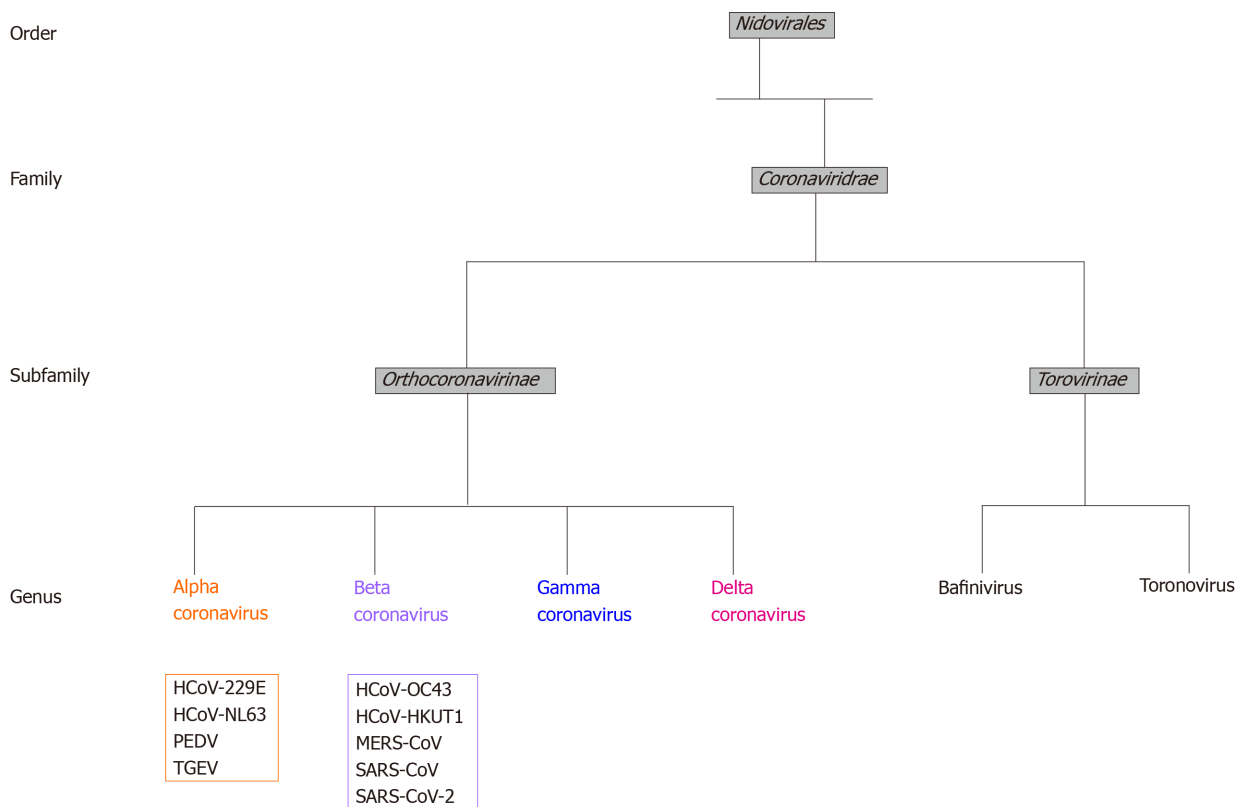 Order
Nidovirales
Family
Coronaviridrae
Subfamily
Orthocoronavirinae
Torovirinae
Genus
Alpha
coronavirus
Beta
coronavirus
Gamma
coronavirus
Delta
coronavirus
Bafinivirus
Toronovirus
HCoV-229E
HCoV-NL63
PEDV
TGEV
HCoV-OC43
HCoV-HKUT1
MERS-CoV
SARS-CoV
SARS-CoV-2